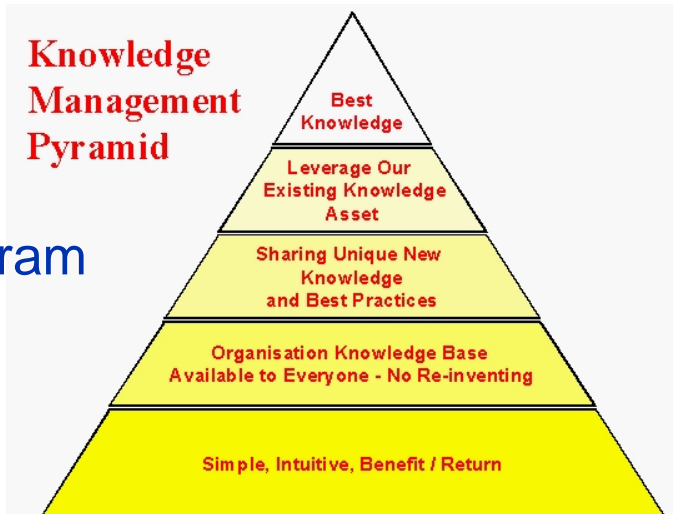 Knowledge
Management
Pyramid
Best
Knowledge
Leverage Our
Existing Knowledge
Asset
ram
Sharing Unique New
Knowledge
and Best Practices
Organisation Knowledge Base
Available to Everyone - No Re-inventing
Simple, Intuitive, Benefit / Return